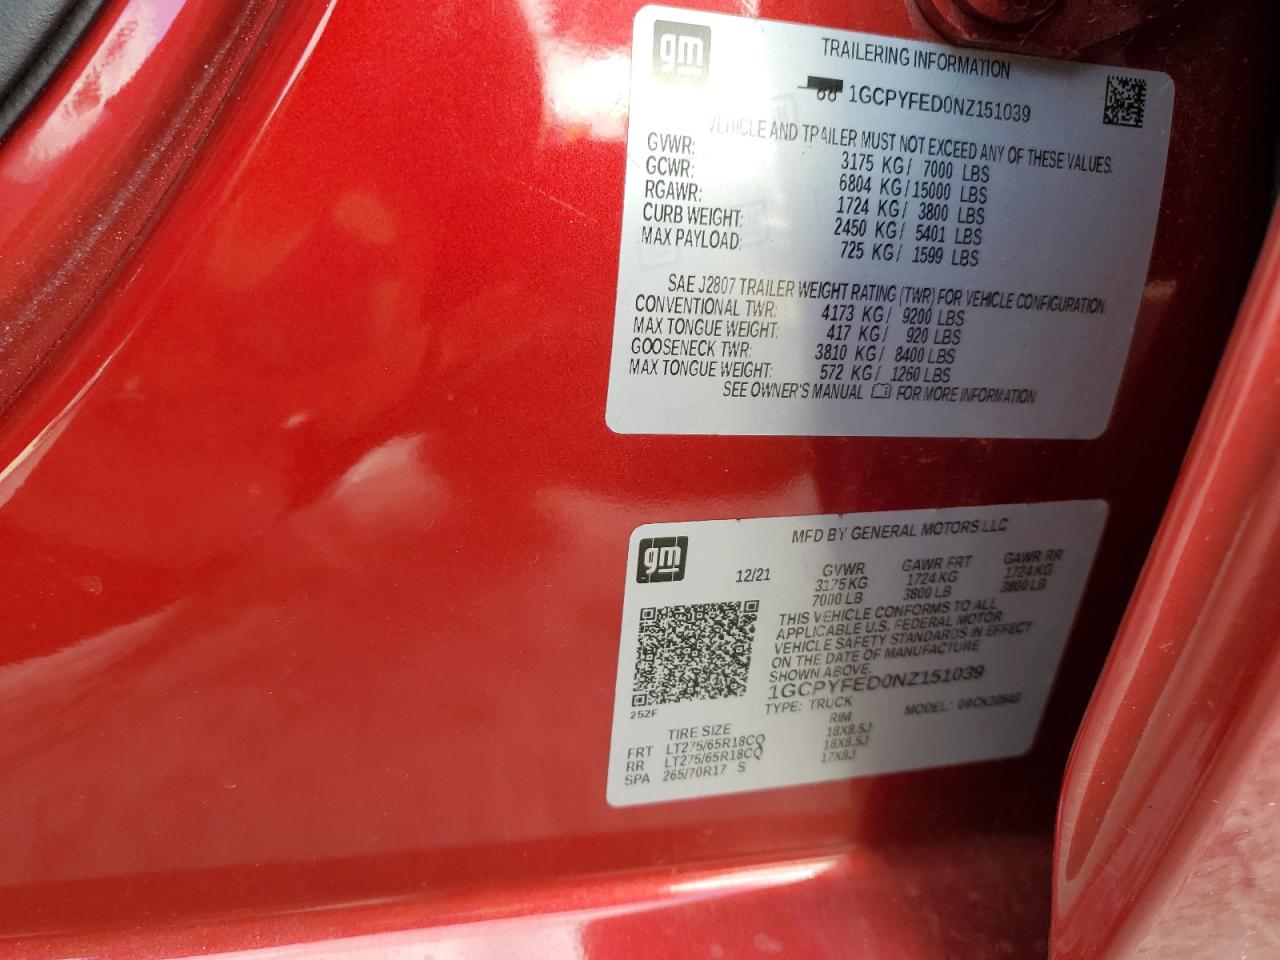 gm
TRAILERING INFORMATION
1GCPYFED0NZ151039
VEHICLE AND TRAILER MUST NOT EXCEED ANY OF THESE VALUES.
GVWR: 3175 KG/ 7000 LBS
GCWR: 6804 KG/15000 LBS
RGAWR: 1724 KG/ 3800 LBS
CURB WEIGHT: 2450 KG/ 5401 LBS
MAX PAYLOAD: 725 KG/ 1599 LBS
SAE J2807 TRAILER WEIGHT RATING (TWR) FOR VEHICLE CONFIGURATION.
CONVENTIONAL TWR: 4173 KG/ 9200 LBS
MAX TONGUE WEIGHT: 417 KG/ 920 LBS
GOOSENECK TWR: 3810 KG/ 8400 LBS
MAX TONGUE WEIGHT: 572 KG/ 1260 LBS
SEE OWNER'S MANUAL FOR MORE INFORMATION
gm
MFD BY GENERAL MOTORS LLC
12/21
GVWR GAWR FRT GAWR RR
3175 KG 1724 KG 1724 KG
7000 LB 3800 LB 3800 LB
THIS VEHICLE CONFORMS TO ALL
APPLICABLE U.S. FEDERAL MOTOR
VEHICLE SAFETY STANDARDS IN EFFECT
ON THE DATE OF MANUFACTURE
SHOWN ABOVE.
1GCPYFED0NZ151039
TYPE: TRUCK MODEL:
252F
TIRE SIZE RIM
FRT LT275/65R18CQ 18X8.5J
RR LT275/65R18CQ 18X8.5J
SPA 265/70R17 S 17X8J